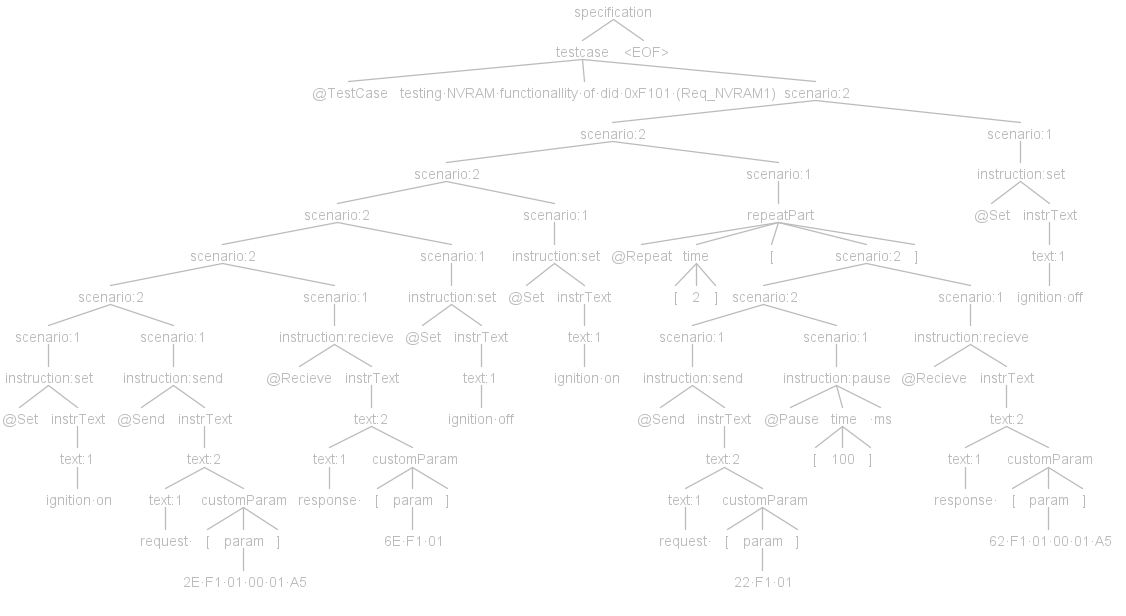 specification
testcase <EOF>
@TestCase testing·NVRAM·functionallity·of·did·0xF101·(Req_NVRAM1) scenario:2
scenario:2 scenario:1
scenario:2 scenario:1 instruction:set
scenario:2 scenario:1 repeatPart @Set instrText
scenario:2 scenario:1 instruction:set @Repeat time [ scenario:2 ] text:1
scenario:2 scenario:1 instruction:set @Set instrText [ 2 ] scenario:2 scenario:1 ignition·off
scenario:1 scenario:1 instruction:recieve @Set instrText text:1 scenario:1 scenario:1 instruction:recieve
instruction:set instruction:send @Recieve instrText text:1 ignition·on instruction:send instruction:pause @Recieve instrText
@Set instrText @Send instrText text:2 ignition·off @Send instrText @Pause time ·ms text:2
text:1 text:2 text:1 customParam text:2 [ 100 ] text:1 customParam
ignition·on text:1 customParam response· [ param ] text:1 customParam response· [ param ]
request· [ param ] 6E·F1·01 request· [ param ] 62·F1·01·00·01·A5
2E·F1·01·00·01·A5 22·F1·01